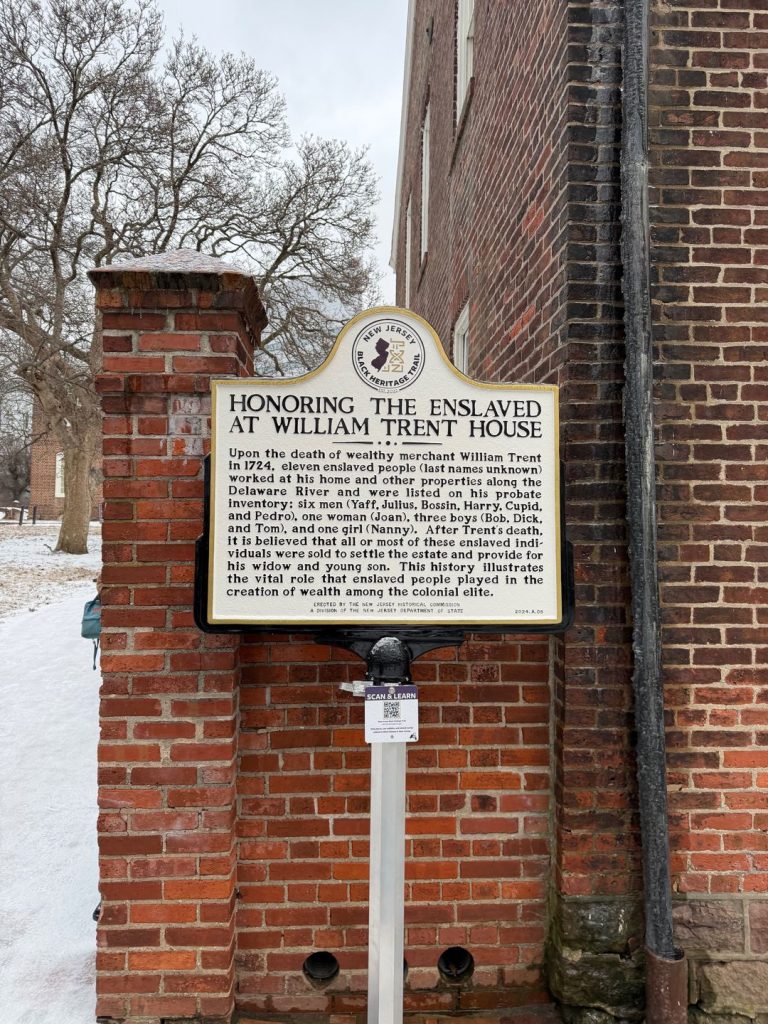 NEW JERSEY
BLACK HERITAGE TRAIL
HONORING THE ENSLAVED
AT WILLIAM TRENT HOUSE
Upon the death of wealthy merchant William Trent
in 1724, eleven enslaved people (last names unknown)
worked at his home and other properties along the
Delaware River and were listed on his probate
inventory: six men (Yaff, Julius, Bossin, Harry, Cupid,
and Pedro), one woman (Joan), three boys (Bob, Dick,
and Tom), and one girl (Nanny). After Trent's death,
it is believed that all or most of these enslaved indi-
viduals were sold to settle the estate and provide for
his widow and young son. This history illustrates
the vital role that enslaved people played in the
creation of wealth among the colonial elite.
ERECTED BY THE NEW JERSEY HISTORICAL COMMISSION
A DIVISION OF THE NEW JERSEY DEPARTMENT OF STATE
2024.A.06
SCAN & LEARN